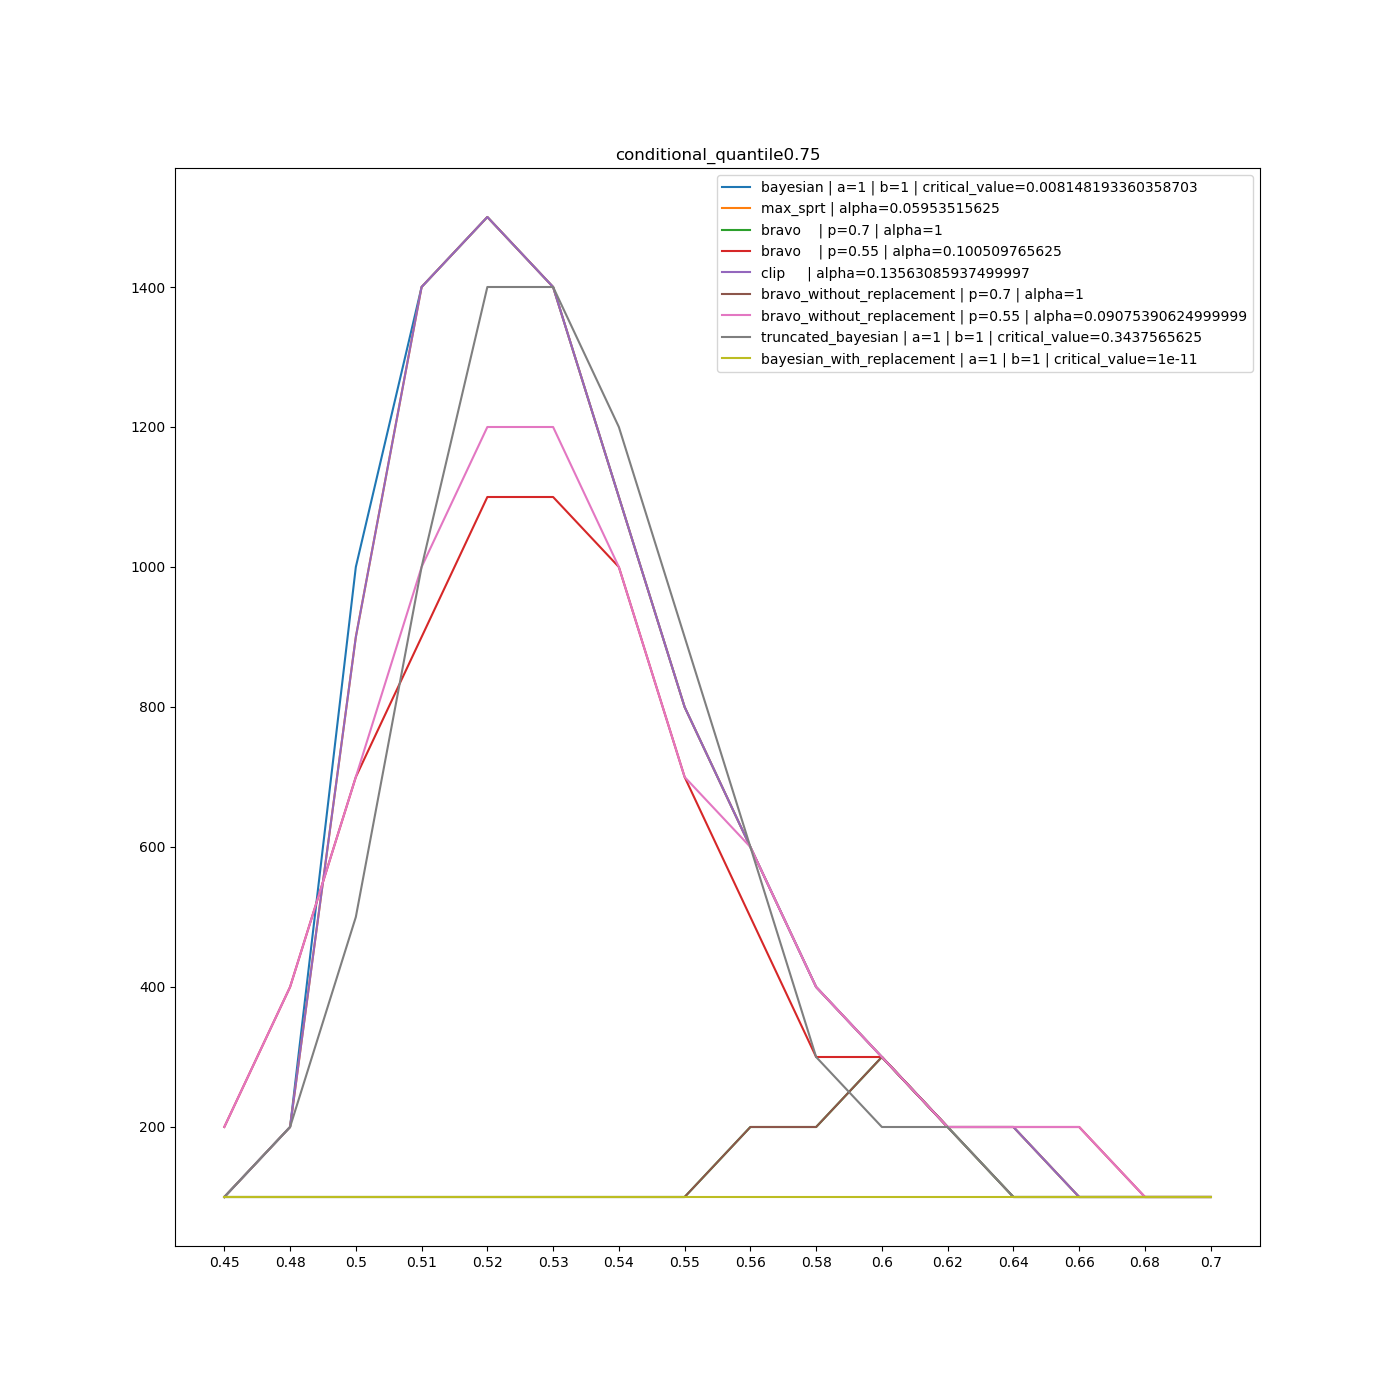 conditional_quantile0.75
bayesian | a=1 | b=1 | critical_value=0.008148193360358703
max_sprt | alpha=0.05953515625
bravo    | p=0.7 | alpha=1
bravo    | p=0.55 | alpha=0.100509765625
clip     | alpha=0.13563085937499997
bravo_without_replacement | p=0.7 | alpha=1
bravo_without_replacement | p=0.55 | alpha=0.09075390624999999
truncated_bayesian | a=1 | b=1 | critical_value=0.3437565625
bayesian_with_replacement | a=1 | b=1 | critical_value=1e-11
1400
1200
1000
800
600
400
200
0.45 0.48 0.5 0.51 0.52 0.53 0.54 0.55 0.56 0.58 0.6 0.62 0.64 0.66 0.68 0.7